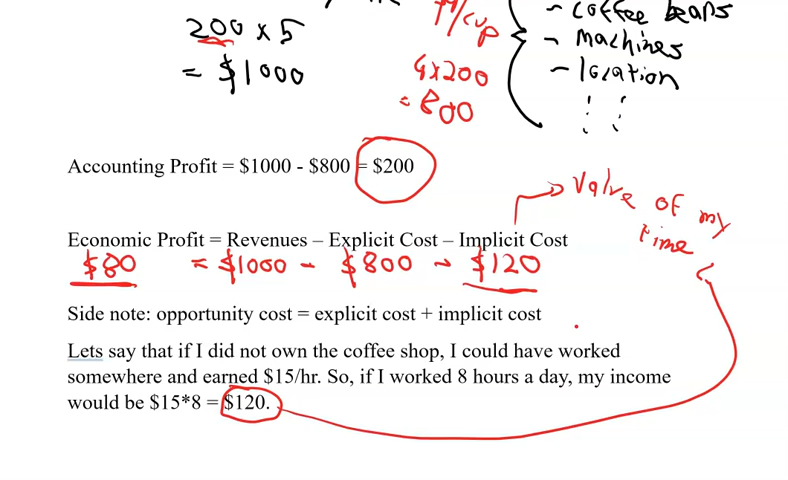 200 x 5
= $1000
/cup
4x200
= 800
~ coffee beans
~ Machines
~ location
Accounting Profit = $1000 - $800 = $200
Value of my
time
Economic Profit = Revenues – Explicit Cost – Implicit Cost
$80 = $1000 - $800 - $120
Side note: opportunity cost = explicit cost + implicit cost
Lets say that if I did not own the coffee shop, I could have worked
somewhere and earned $15/hr. So, if I worked 8 hours a day, my income
would be $15*8 = $120.